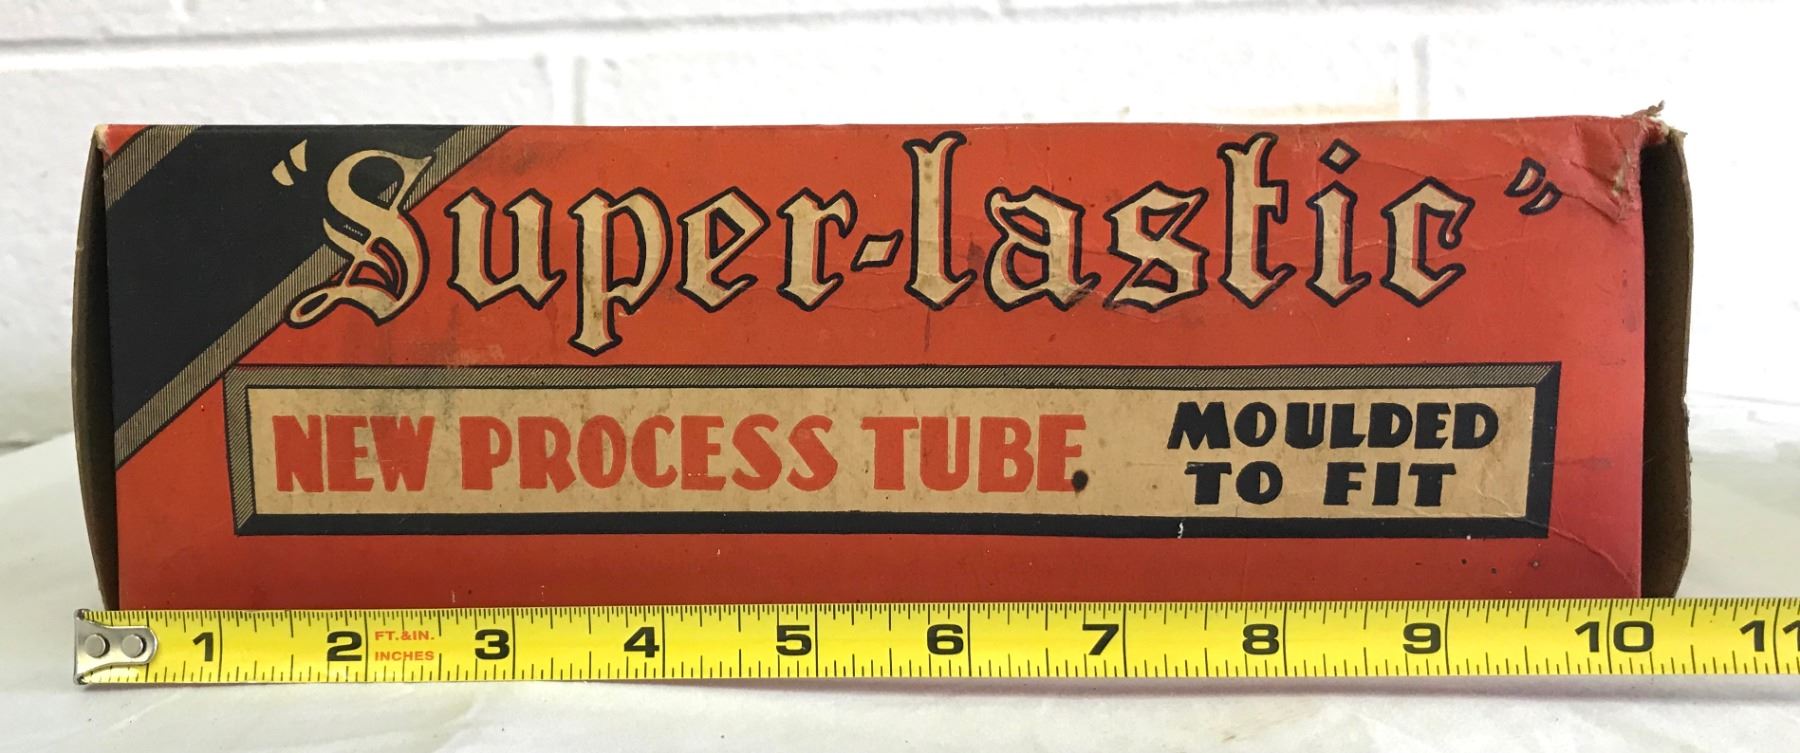 "Super-lastic"
NEW PROCESS TUBE
MOULDED
TO FIT
1 2 FT.&IN. INCHES 3 4 5 6 7 8 9 10 11